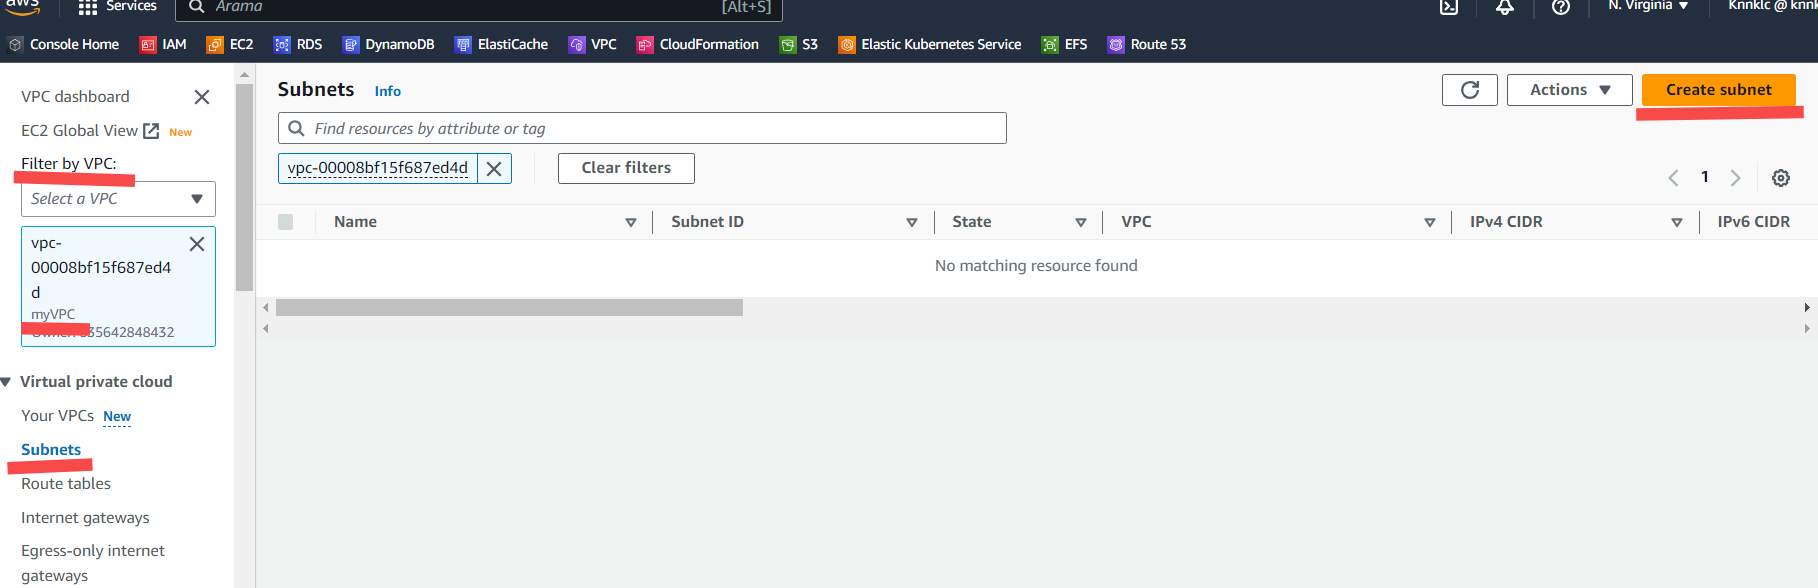 aws
Services
Arama
[Alt+S]
N. Virginia
Knnklc @ knnk
Console Home
IAM
EC2
RDS
DynamoDB
ElastiCache
VPC
CloudFormation
S3
Elastic Kubernetes Service
EFS
Route 53
VPC dashboard
EC2 Global View New
Filter by VPC:
Select a VPC
vpc-
00008bf15f687ed4
d
myVPC
35642848432
Virtual private cloud
Your VPCs New
Subnets
Route tables
Internet gateways
Egress-only internet
gateways
Subnets Info
Actions
Create subnet
Find resources by attribute or tag
vpc-00008bf15f687ed4d
Clear filters
1
Name
Subnet ID
State
VPC
IPv4 CIDR
IPv6 CIDR
No matching resource found